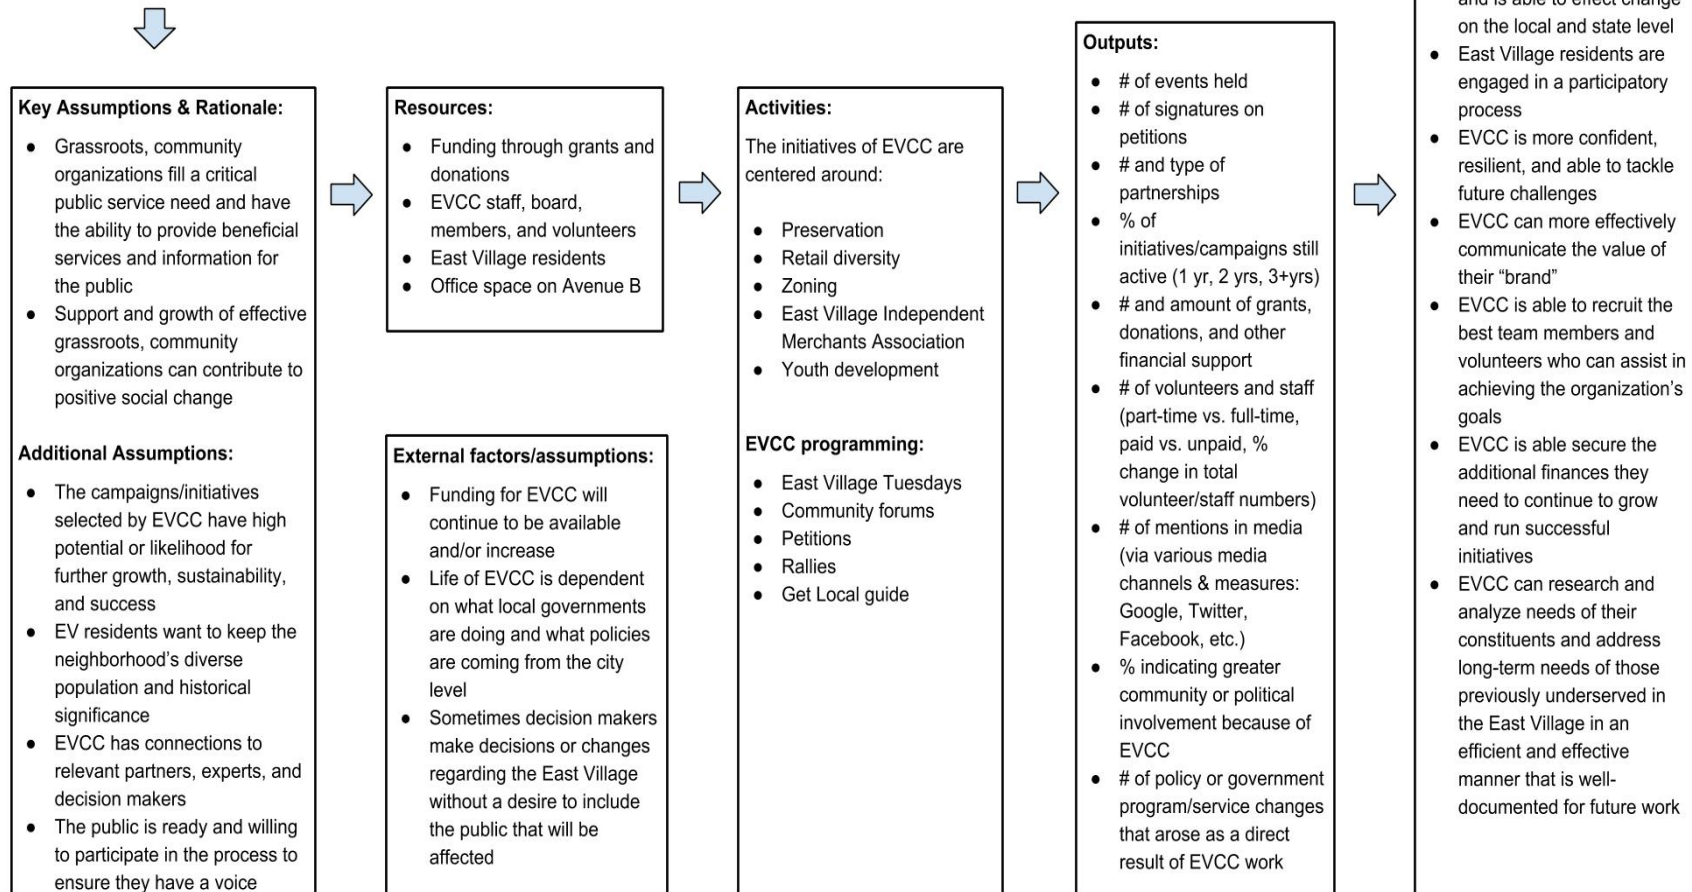 Key Assumptions & Rationale:
● Grassroots, community
organizations fill a critical
public service need and have
the ability to provide beneficial
services and information for
the public
● Support and growth of effective
grassroots, community
organizations can contribute to
positive social change
Additional Assumptions:
● The campaigns/initiatives
selected by EVCC have high
potential or likelihood for
further growth, sustainability,
and success
● EV residents want to keep the
neighborhood’s diverse
population and historical
significance
● EVCC has connections to
relevant partners, experts, and
decision makers
● The public is ready and willing
to participate in the process to
ensure they have a voice
Resources:
● Funding through grants and
donations
● EVCC staff, board,
members, and volunteers
● East Village residents
● Office space on Avenue B
External factors/assumptions:
● Funding for EVCC will
continue to be available
and/or increase
● Life of EVCC is dependent
on what local governments
are doing and what policies
are coming from the city
level
● Sometimes decision makers
make decisions or changes
regarding the East Village
without a desire to include
the public that will be
affected
Activities:
The initiatives of EVCC are
centered around:
● Preservation
● Retail diversity
● Zoning
● East Village Independent
Merchants Association
● Youth development
EVCC programming:
● East Village Tuesdays
● Community forums
● Petitions
● Rallies
● Get Local guide
Outputs:
● # of events held
● # of signatures on
petitions
● # and type of
partnerships
● % of
initiatives/campaigns still
active (1 yr, 2 yrs, 3+yrs)
● # and amount of grants,
donations, and other
financial support
● # of volunteers and staff
(part-time vs. full-time,
paid vs. unpaid, %
change in total
volunteer/staff numbers)
● # of mentions in media
(via various media
channels & measures:
Google, Twitter,
Facebook, etc.)
● % indicating greater
community or political
involvement because of
EVCC
● # of policy or government
program/service changes
that arose as a direct
result of EVCC work
and is able to effect change
on the local and state level
● East Village residents are
engaged in a participatory
process
● EVCC is more confident,
resilient, and able to tackle
future challenges
● EVCC can more effectively
communicate the value of
their “brand”
● EVCC is able to recruit the
best team members and
volunteers who can assist in
achieving the organization’s
goals
● EVCC is able secure the
additional finances they
need to continue to grow
and run successful
initiatives
● EVCC can research and
analyze needs of their
constituents and address
long-term needs of those
previously underserved in
the East Village in an
efficient and effective
manner that is well-
documented for future work